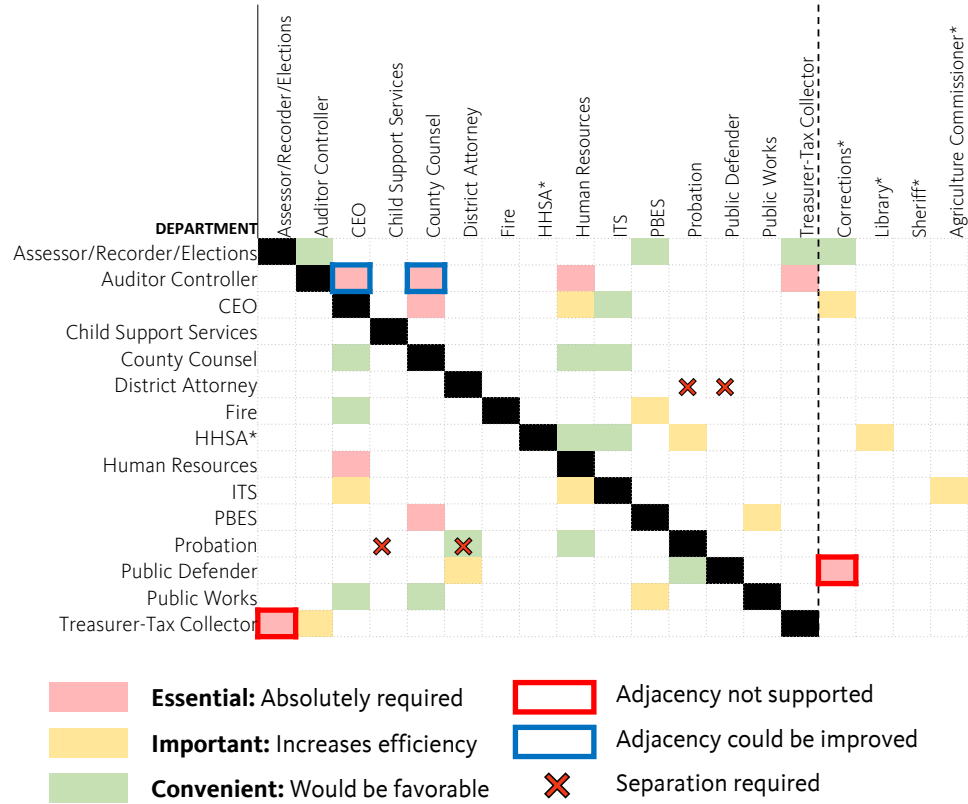 Assessor/Recorder/Elections
Auditor Controller
CEO
Child Support Services
County Counsel
District Attorney
Fire
HHSA*
Human Resources
ITS
PBES
Probation
Public Defender
Public Works
Treasurer-Tax Collector
Corrections*
Library*
Sheriff*
Agriculture Commissioner*
DEPARTMENT
Assessor/Recorder/Elections
Auditor Controller
CEO
Child Support Services
County Counsel
District Attorney
Fire
HHSA*
Human Resources
ITS
PBES
Probation
Public Defender
Public Works
Treasurer-Tax Collector
Essential: Absolutely required
Important: Increases efficiency
Convenient: Would be favorable
Adjacency not supported
Adjacency could be improved
Separation required